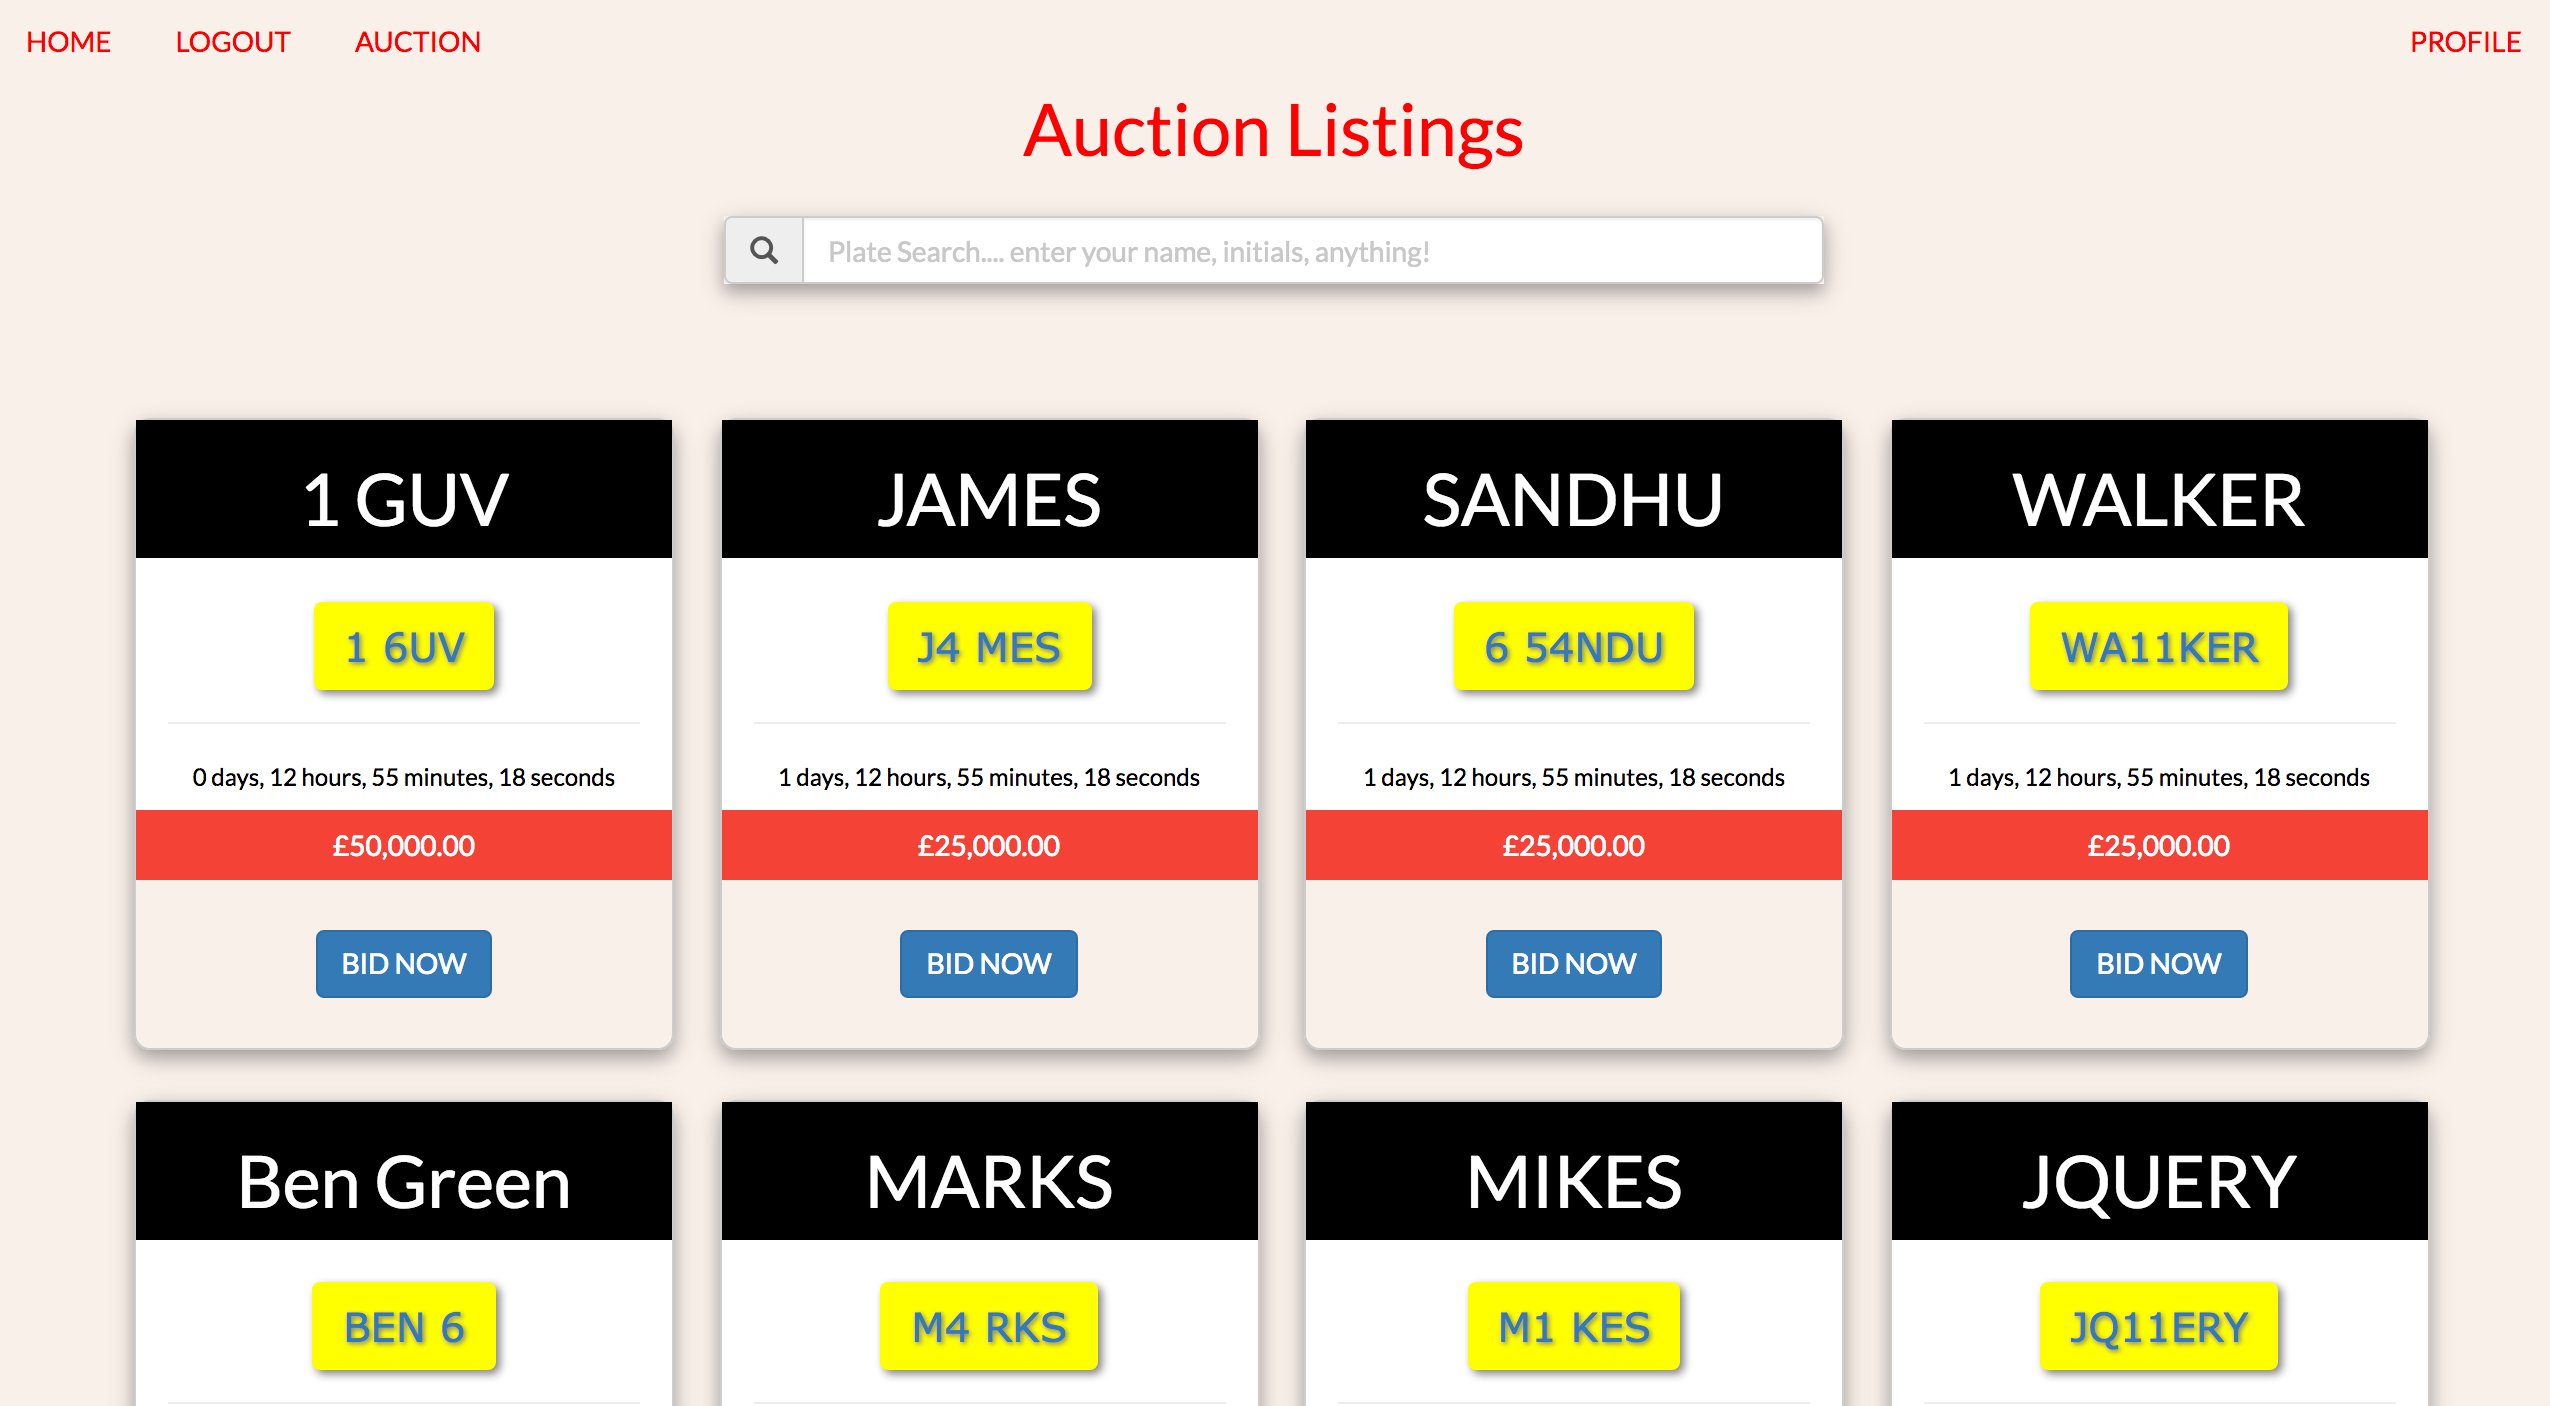 HOME LOGOUT AUCTION PROFILE
Auction Listings
Plate Search.... enter your name, initials, anything!
1 GUV
1 6UV
0 days, 12 hours, 55 minutes, 18 seconds
£50,000.00
BID NOW
JAMES
J4 MES
1 days, 12 hours, 55 minutes, 18 seconds
£25,000.00
BID NOW
SANDHU
6 54NDU
1 days, 12 hours, 55 minutes, 18 seconds
£25,000.00
BID NOW
WALKER
WA11KER
1 days, 12 hours, 55 minutes, 18 seconds
£25,000.00
BID NOW
Ben Green
BEN 6
MARKS
M4 RKS
MIKES
M1 KES
JQUERY
JQ11ERY